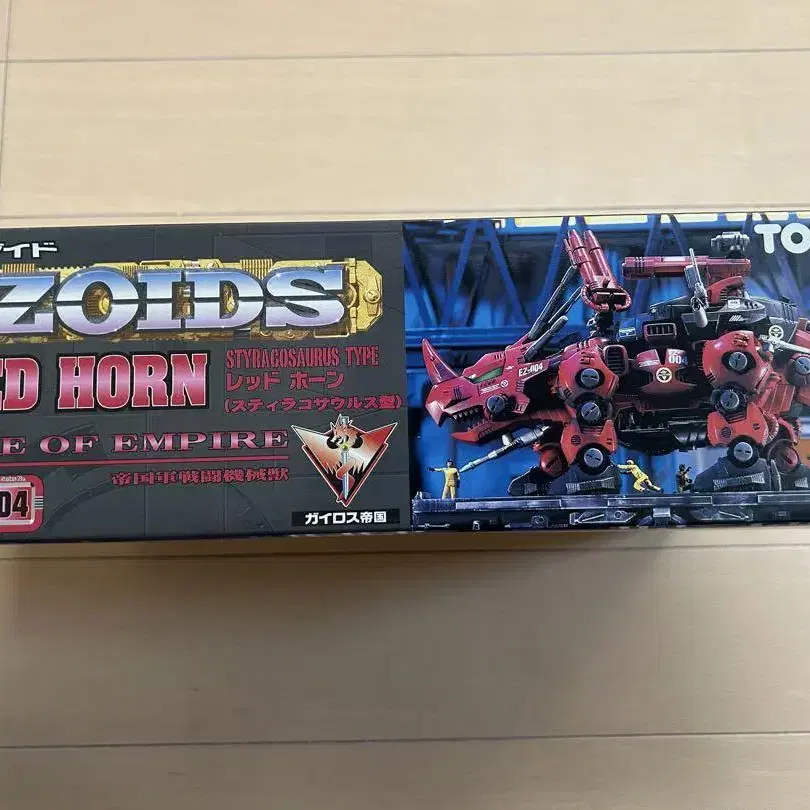 イド
ZOIDS
ED HORN
STYRACOSAURUS TYPE
レッド ホーン
(スティラコサウルス型)
E OF EMPIRE
帝国軍戦闘機械獣
04
ガイロス帝国
TO
EZ-004
004